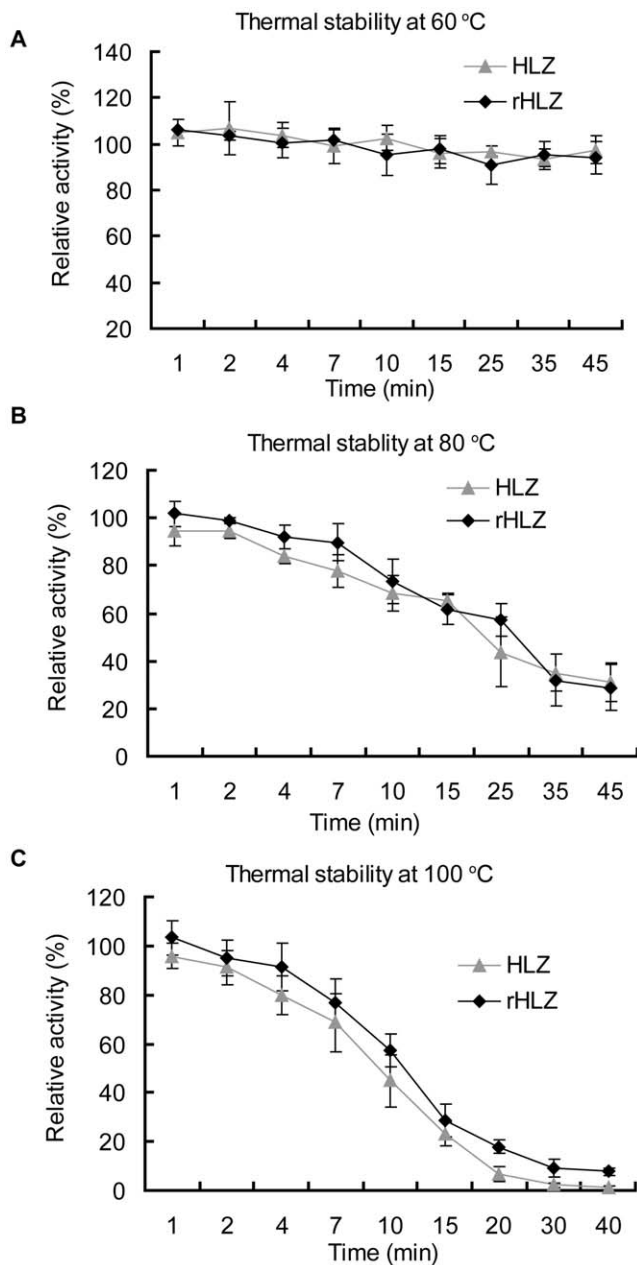 A
Thermal stability at 60 °C
140
120
100
80
60
40
20
Relative activity (%)
HLZ
rHLZ
1 2 4 7 10 15 25 35 45
Time (min)
B
Thermal stablity at 80 °C
120
100
80
60
40
20
0
Relative activity (%)
HLZ
rHLZ
1 2 4 7 10 15 25 35 45
Time (min)
C
Thermal stability at 100 °C
120
100
80
60
40
20
0
Relative activity (%)
HLZ
rHLZ
1 2 4 7 10 15 20 30 40
Time (min)